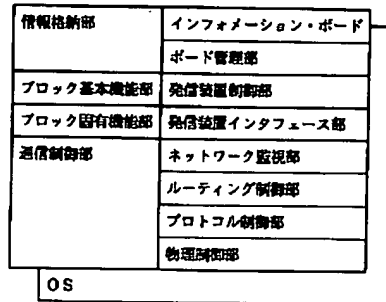 情報格納部
インフォメーション・ボード
ボード管理部
ブロック基本機能部
発信装置制御部
ブロック固有機能部
発信装置インタフェース部
通信制御部
ネットワーク監視部
ルーティング制御部
プロトコル制御部
物理制御部
OS